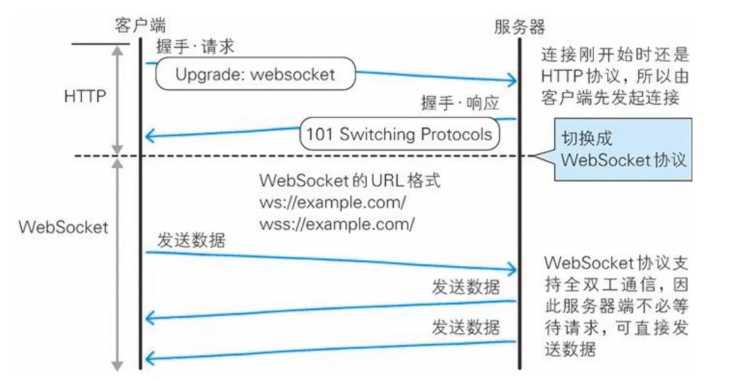 客户端
服务器
握手·请求
Upgrade: websocket
连接刚开始时还是
HTTP协议，所以由
客户端先发起连接
HTTP
握手·响应
101 Switching Protocols
切换成
WebSocket协议
WebSocket的URL格式
ws://example.com/
wss://example.com/
WebSocket
发送数据
WebSocket协议支
持全双工通信，因
此服务器端不必等
待请求，可直接发
送数据
发送数据
发送数据